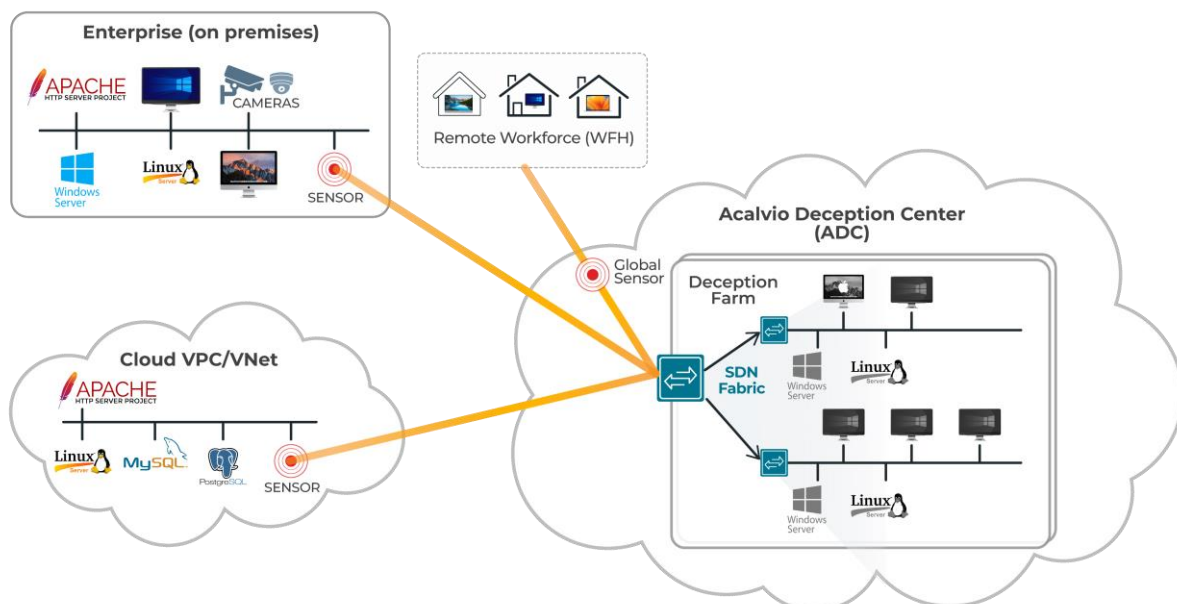 Enterprise (on premises)
APACHE
HTTP SERVER PROJECT
CAMERAS
Windows
Server
Linux
Server
SENSOR
Remote Workforce (WFH)
Cloud VPC/VNet
APACHE
HTTP SERVER PROJECT
Linux
Server
MySQL
PostgreSQL
SENSOR
Global
Sensor
Acalvio Deception Center
(ADC)
Deception
Farm
SDN
Fabric
Windows
Server
Linux
Server
Windows
Server
Linux
Server